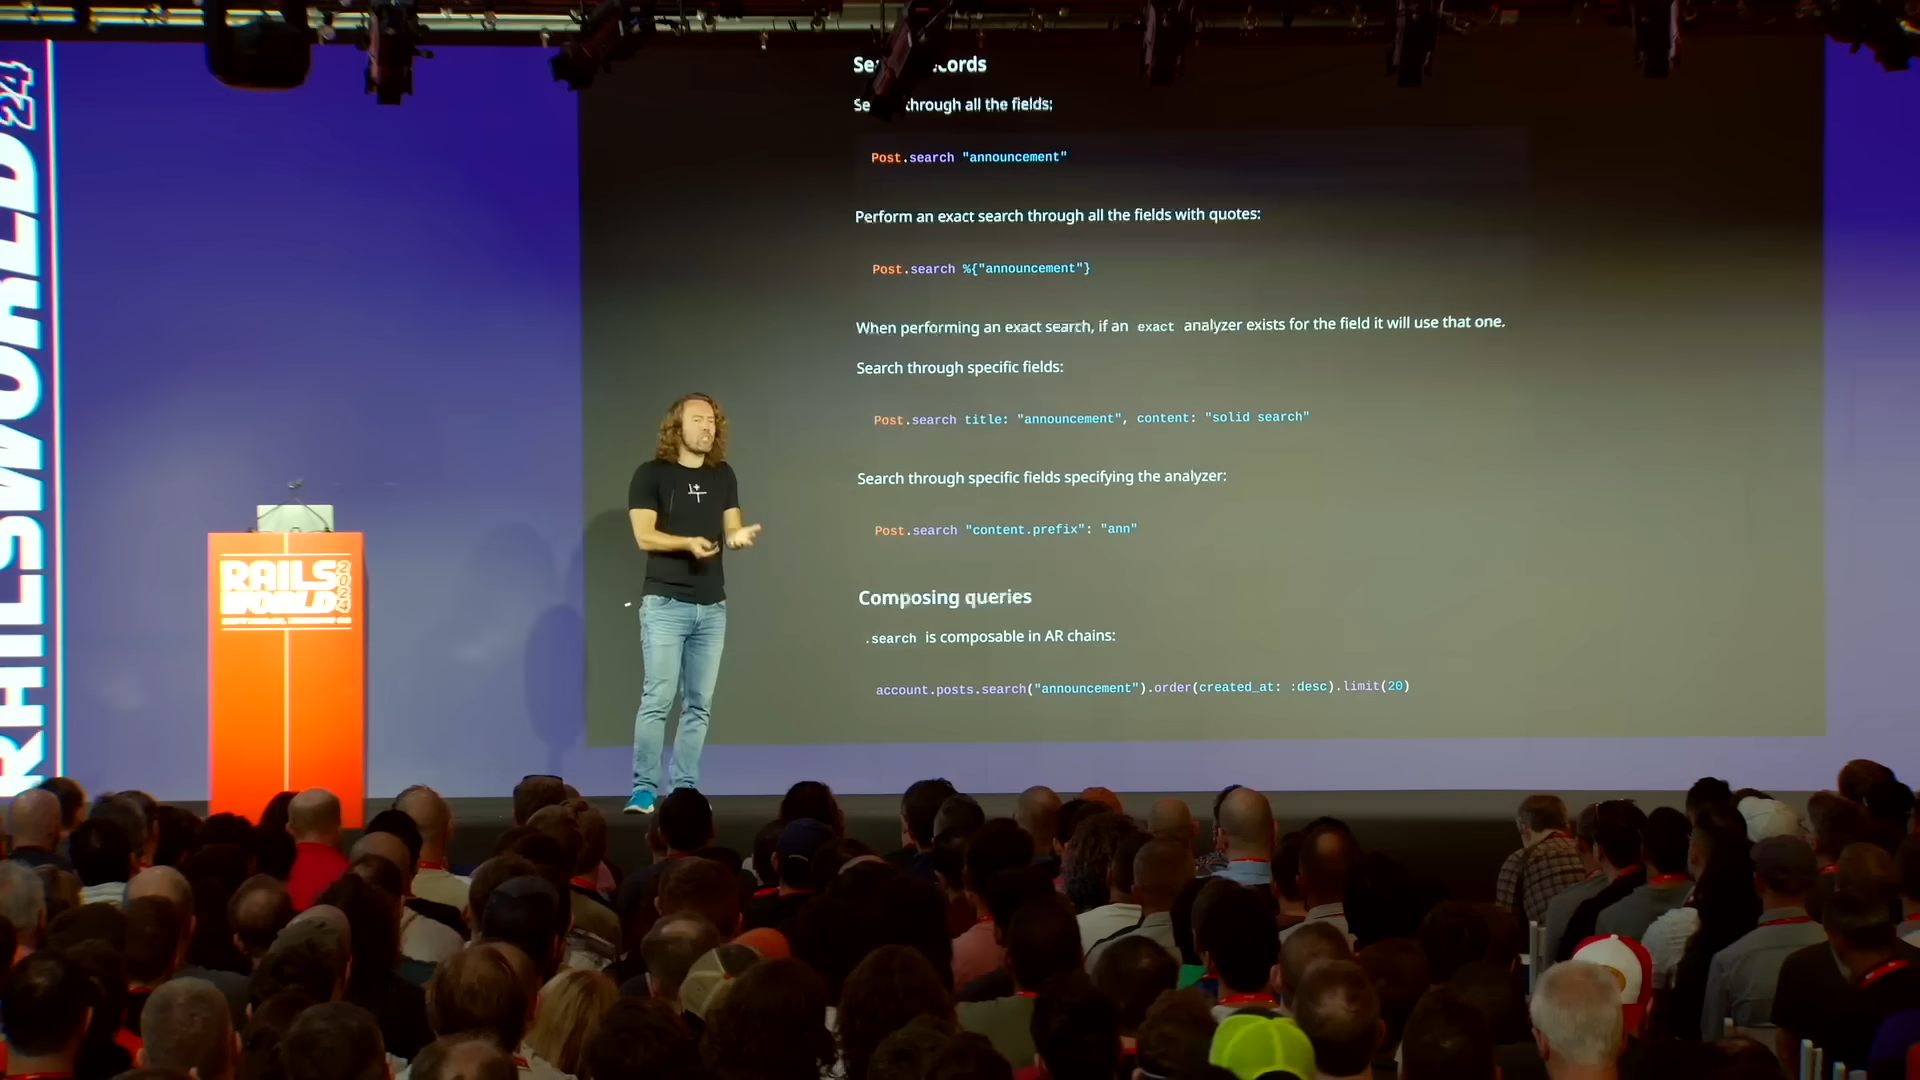 RAILSWORLD 24
Se cords
Se through all the fields:
Post.search "announcement"
Perform an exact search through all the fields with quotes:
Post.search %{"announcement"}
When performing an exact search, if an exact analyzer exists for the field it will use that one.
Search through specific fields:
Post.search title: "announcement", content: "solid search"
Search through specific fields specifying the analyzer:
Post.search "content.prefix": "ann"
Composing queries
.search is composable in AR chains:
account.posts.search("announcement").order(created_at: :desc).limit(20)
RAILS
WORLD
2024